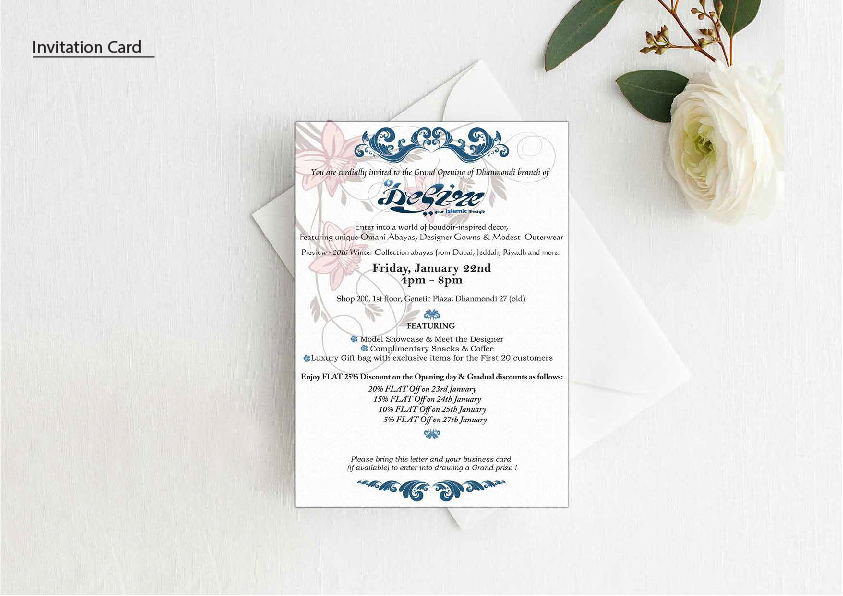 Invitation Card
You are cordially invited to the Grand Opening of Dhanmondi branch of
your islamic lifestyle
Enter into a world of boudoir-inspired decor,
Featuring unique Omani Abayas, Designer Gowns & Modest Outerwear
Preview 2016 Winter Collection abayas from Dubai, Jeddah, Riyadh and more.
Friday, January 22nd
4pm - 8pm
Shop 200, 1st floor, Genetic Plaza, Dhanmondi 27 (old)
FEATURING
Model Showcase & Meet the Designer
Complimentary Snacks & Coffee
Luxury Gift bag with exclusive items for the First 20 customers
Enjoy FLAT 25% Discount on the Opening day & Gradual discounts as follows:
20% FLAT Off on 23rd January
15% FLAT Off on 24th January
10% FLAT Off on 25th January
5% FLAT Off on 27th January
Please bring this letter and your business card
(if available) to enter into drawing a Grand prize !